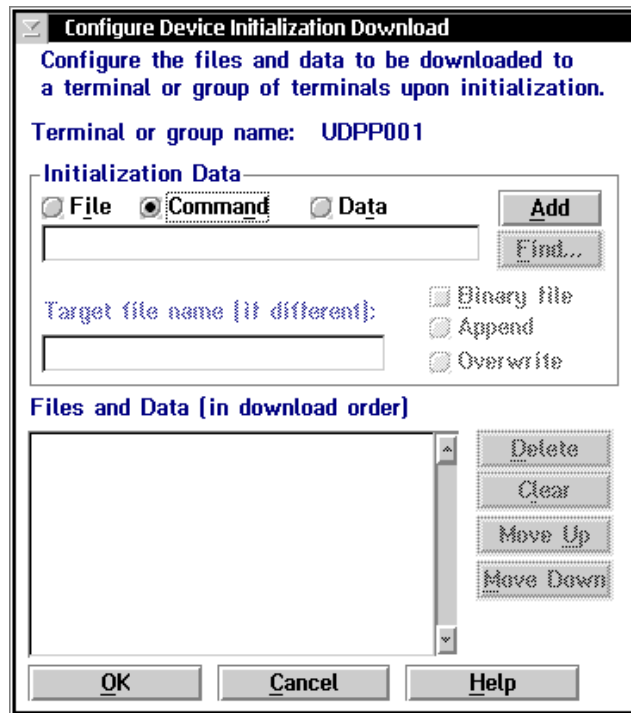 Configure Device Initialization Download
Configure the files and data to be downloaded to
a terminal or group of terminals upon initialization.
Terminal or group name: UDPP001
Initialization Data
File Command Data Add
Find...
Target file name [if different]: Binary file
Append
Overwrite
Files and Data (in download order)
Delete
Clear
Move Up
Move Down
OK Cancel Help